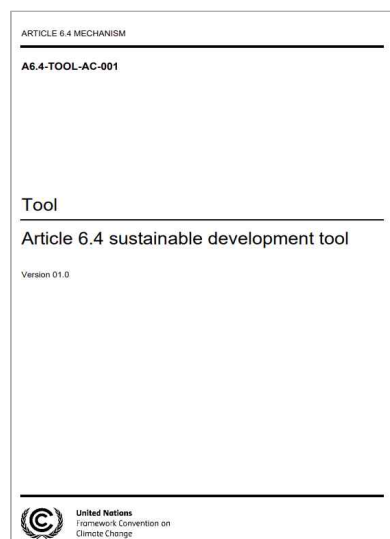 ARTICLE 6.4 MECHANISM
A6.4-TOOL-AC-001
Tool
Article 6.4 sustainable development tool
Version 01.0
United Nations
Framework Convention on
Climate Change